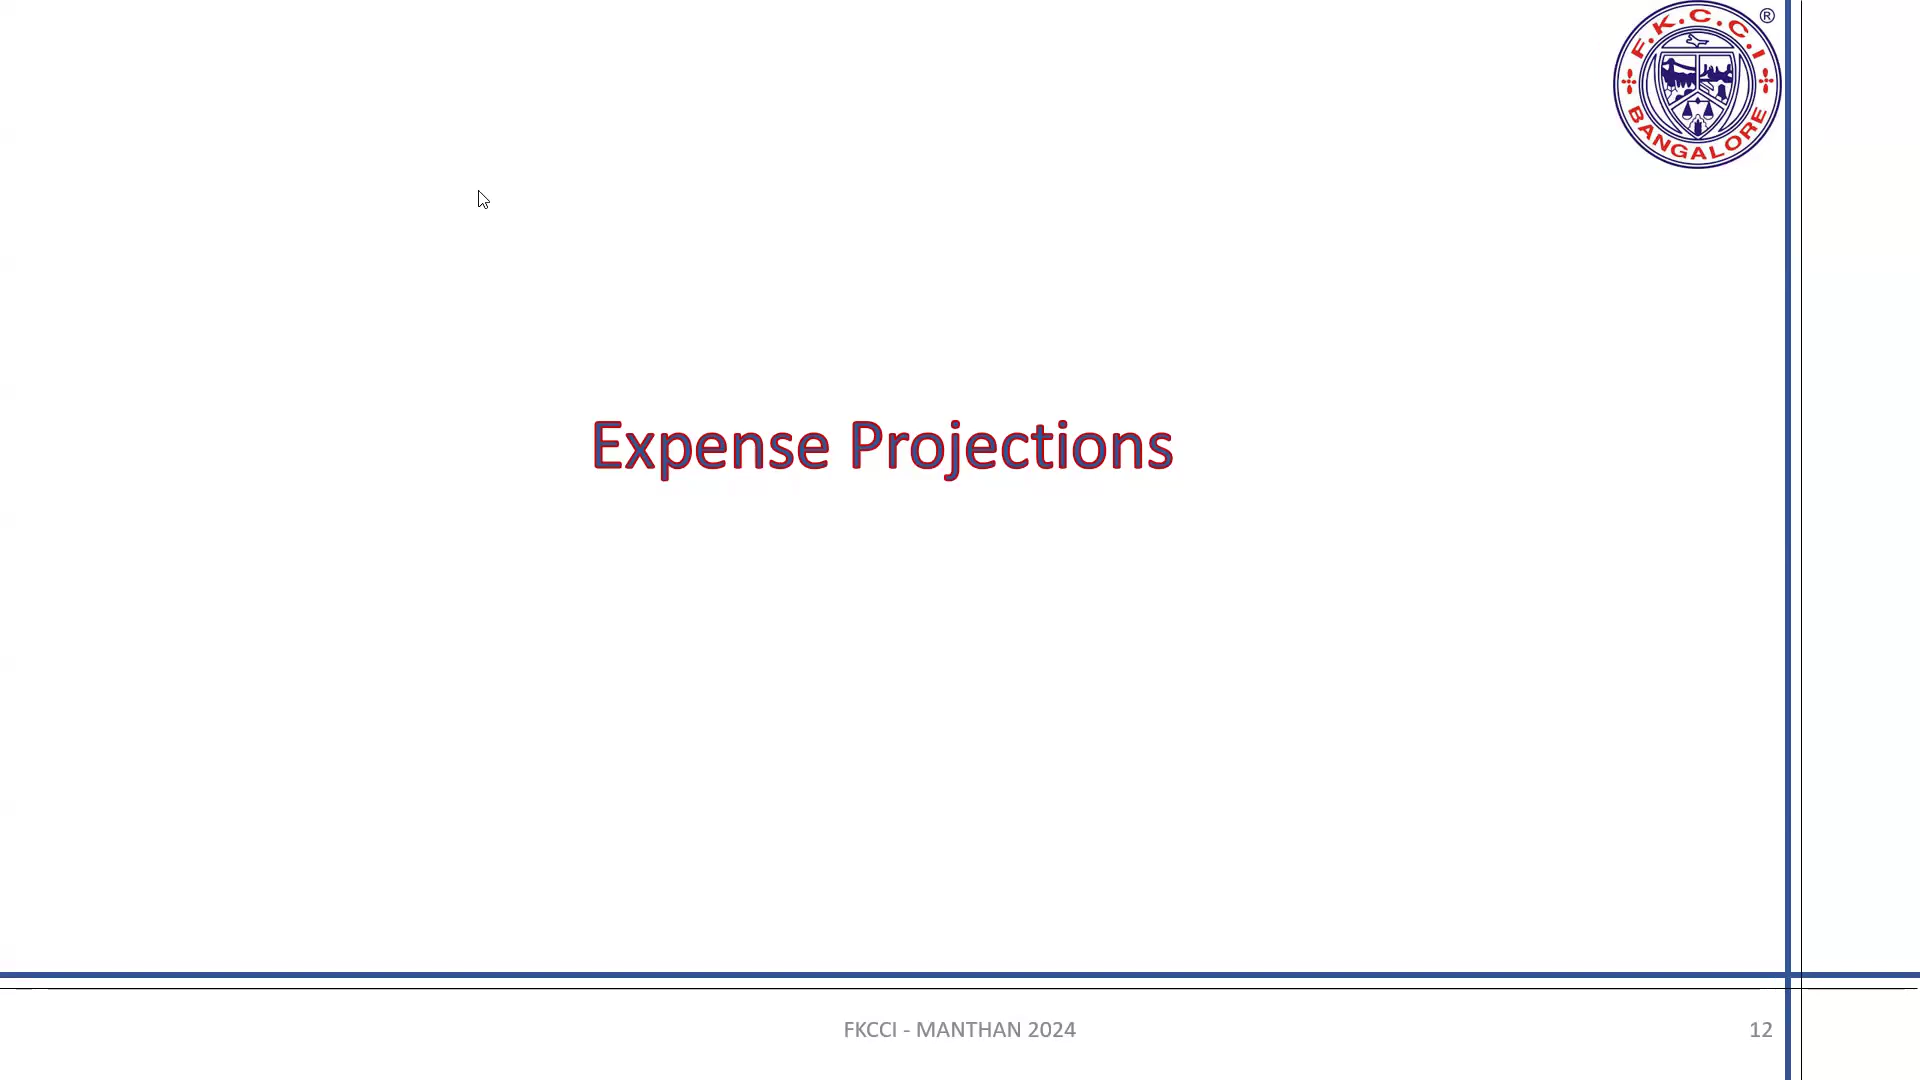 F.K.C.C.I
BANGALORE
®
Expense Projections
FKCCI - MANTHAN 2024
12